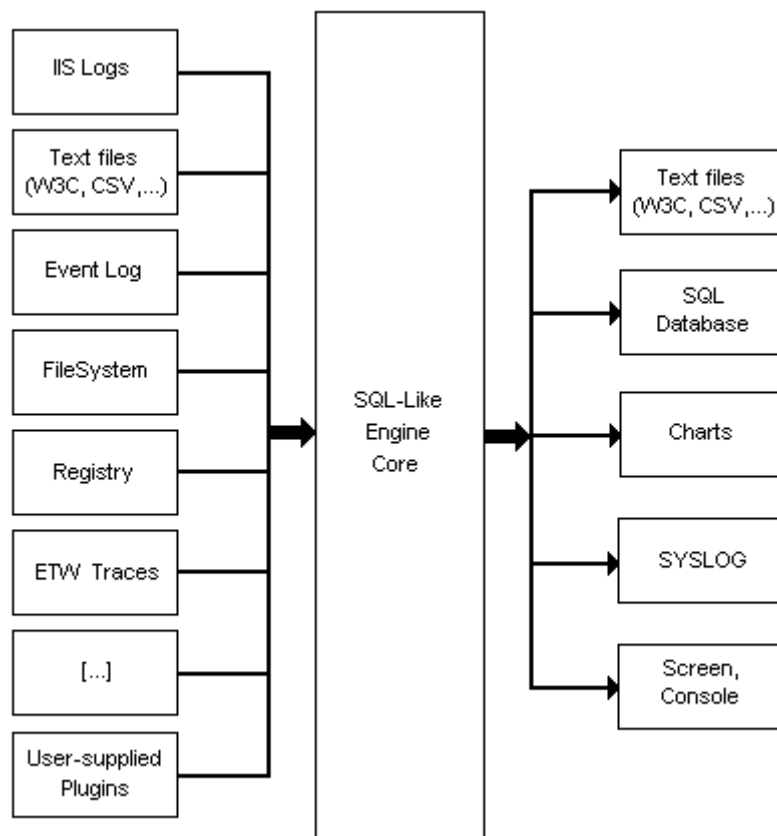 IIS Logs
Text files
(W3C, CSV,...)
Event Log
FileSystem
Registry
ETW Traces
[...]
User-supplied
Plugins
SQL-Like
Engine
Core
Text files
(W3C, CSV,...)
SQL
Database
Charts
SYSLOG
Screen,
Console